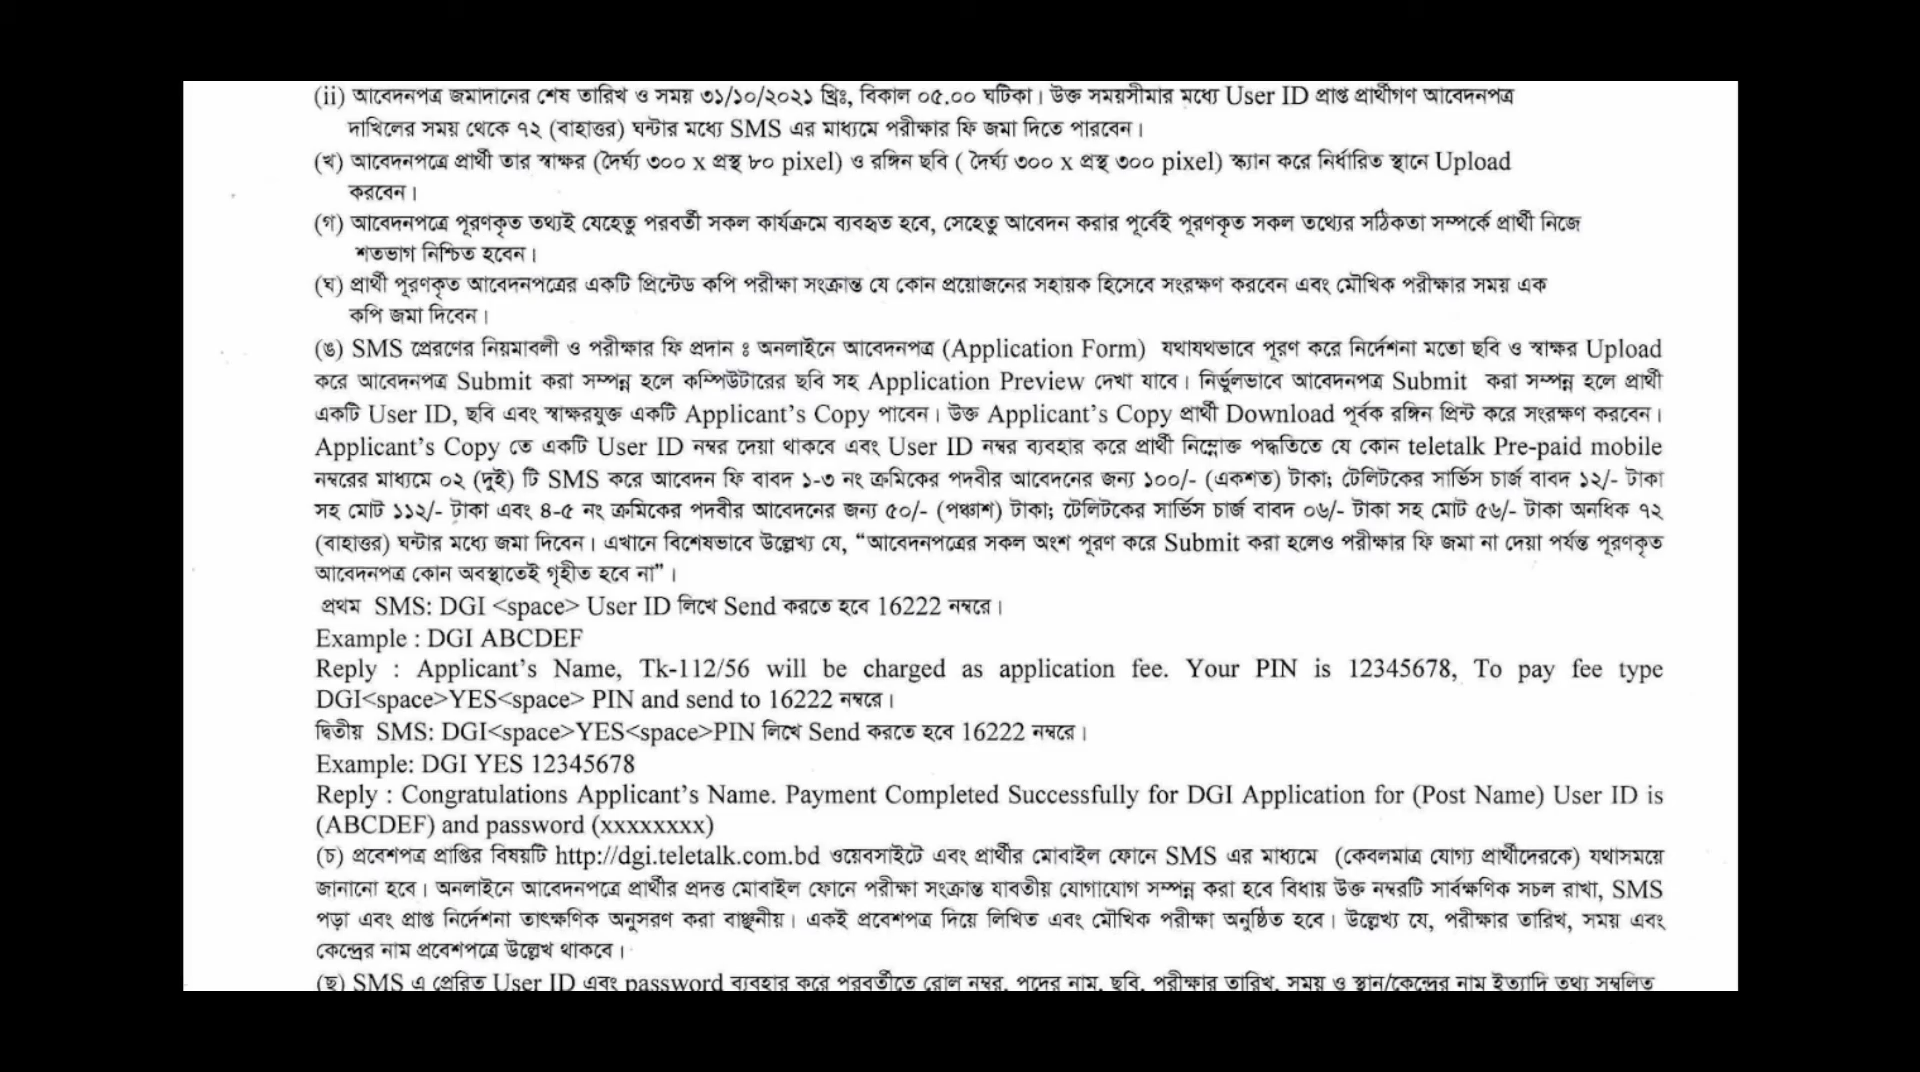 (ii) আবেদনপত্র জমাদানের শেষ তারিখ ও সময় ৩১/১০/২০২১ খ্রিঃ, বিকাল ০৫.০০ ঘটিকা। উক্ত সময়সীমার মধ্যে User ID প্রাপ্ত প্রার্থীগণ আবেদনপত্র
দাখিলের সময় থেকে ৭২ (বাহাত্তর) ঘন্টার মধ্যে SMS এর মাধ্যমে পরীক্ষার ফি জমা দিতে পারবেন।
(খ) আবেদনপত্রে প্রার্থী তার স্বাক্ষর (দৈর্ঘ্য ৩০০ x প্রস্থ ৮০ pixel) ও রঙ্গিন ছবি ( দৈর্ঘ্য ৩০০ x প্রস্থ ৩০০ pixel) স্ক্যান করে নির্ধারিত স্থানে Upload
করবেন।
(গ) আবেদনপত্রে পূরণকৃত তথ্যই যেহেতু পরবর্তী সকল কার্যক্রমে ব্যবহৃত হবে, সেহেতু আবেদন করার পূর্বেই পূরণকৃত সকল তথ্যের সঠিকতা সম্পর্কে প্রার্থী নিজে
শতভাগ নিশ্চিত হবেন।
(ঘ) প্রার্থী পূরণকৃত আবেদনপত্রের একটি প্রিন্টেড কপি পরীক্ষা সংক্রান্ত যে কোন প্রয়োজনের সহায়ক হিসেবে সংরক্ষণ করবেন এবং মৌখিক পরীক্ষার সময় এক
কপি জমা দিবেন।
(ঙ) SMS প্রেরণের নিয়মাবলী ও পরীক্ষার ফি প্রদান ঃ অনলাইনে আবেদনপত্র (Application Form) যথাযথভাবে পূরণ করে নির্দেশনা মতো ছবি ও স্বাক্ষর Upload
করে আবেদনপত্র Submit করা সম্পন্ন হলে কম্পিউটারের ছবি সহ Application Preview দেখা যাবে। নির্ভুলভাবে আবেদনপত্র Submit করা সম্পন্ন হলে প্রার্থী
একটি User ID, ছবি এবং স্বাক্ষরযুক্ত একটি Applicant's Copy পাবেন। উক্ত Applicant's Copy প্রার্থী Download পূর্বক রঙ্গিন প্রিন্ট করে সংরক্ষণ করবেন।
Applicant's Copy তে একটি User ID নম্বর দেয়া থাকবে এবং User ID নম্বর ব্যবহার করে প্রার্থী নিম্নোক্ত পদ্ধতিতে যে কোন teletalk Pre-paid mobile
নম্বরের মাধ্যমে ০২ (দুই) টি SMS করে আবেদন ফি বাবদ ১-৩ নং ক্রমিকের পদবীর আবেদনের জন্য ১০০/- (একশত) টাকা; টেলিটকের সার্ভিস চার্জ বাবদ ১২/- টাকা
সহ মোট ১১২/- টাকা এবং ৪-৫ নং ক্রমিকের পদবীর আবেদনের জন্য ৫০/- (পঞ্চাশ) টাকা; টেলিটকের সার্ভিস চার্জ বাবদ ০৬/- টাকা সহ মোট ৫৬/- টাকা অনধিক ৭২
(বাহাত্তর) ঘন্টার মধ্যে জমা দিবেন। এখানে বিশেষভাবে উল্লেখ্য যে, “আবেদনপত্রের সকল অংশ পূরণ করে Submit করা হলেও পরীক্ষার ফি জমা না দেয়া পর্যন্ত পূরণকৃত
আবেদনপত্র কোন অবস্থাতেই গৃহীত হবে না”।
প্রথম SMS: DGI <space> User ID লিখে Send করতে হবে 16222 নম্বরে।
Example : DGI ABCDEF
Reply : Applicant's Name, Tk-112/56 will be charged as application fee. Your PIN is 12345678, To pay fee type
DGI<space>YES<space> PIN and send to 16222 নম্বরে।
দ্বিতীয় SMS: DGI<space>YES<space>PIN লিখে Send করতে হবে 16222 নম্বরে।
Example: DGI YES 12345678
Reply : Congratulations Applicant's Name. Payment Completed Successfully for DGI Application for (Post Name) User ID is
(ABCDEF) and password (xxxxxxxx)
(চ) প্রবেশপত্র প্রাপ্তির বিষয়টি http://dgi.teletalk.com.bd ওয়েবসাইটে এবং প্রার্থীর মোবাইল ফোনে SMS এর মাধ্যমে (কেবলমাত্র যোগ্য প্রার্থীদেরকে) যথাসময়ে
জানানো হবে। অনলাইনে আবেদনপত্রে প্রার্থীর প্রদত্ত মোবাইল ফোনে পরীক্ষা সংক্রান্ত যাবতীয় যোগাযোগ সম্পন্ন করা হবে বিধায় উক্ত নম্বরটি সার্বক্ষণিক সচল রাখা, SMS
পড়া এবং প্রাপ্ত নির্দেশনা তাৎক্ষণিক অনুসরণ করা বাঞ্ছনীয়। একই প্রবেশপত্র দিয়ে লিখিত এবং মৌখিক পরীক্ষা অনুষ্ঠিত হবে। উল্লেখ্য যে, পরীক্ষার তারিখ, সময় এবং
কেন্দ্রের নাম প্রবেশপত্রে উল্লেখ থাকবে।
(ছ) SMS এ প্রেরিত User ID এবং password ব্যবহার করে পরবর্তীতে রোল নম্বর, পদের নাম, ছবি, পরীক্ষার তারিখ, সময় ও স্থান/কেন্দ্রের নাম ইত্যাদি তথ্য সম্বলিত